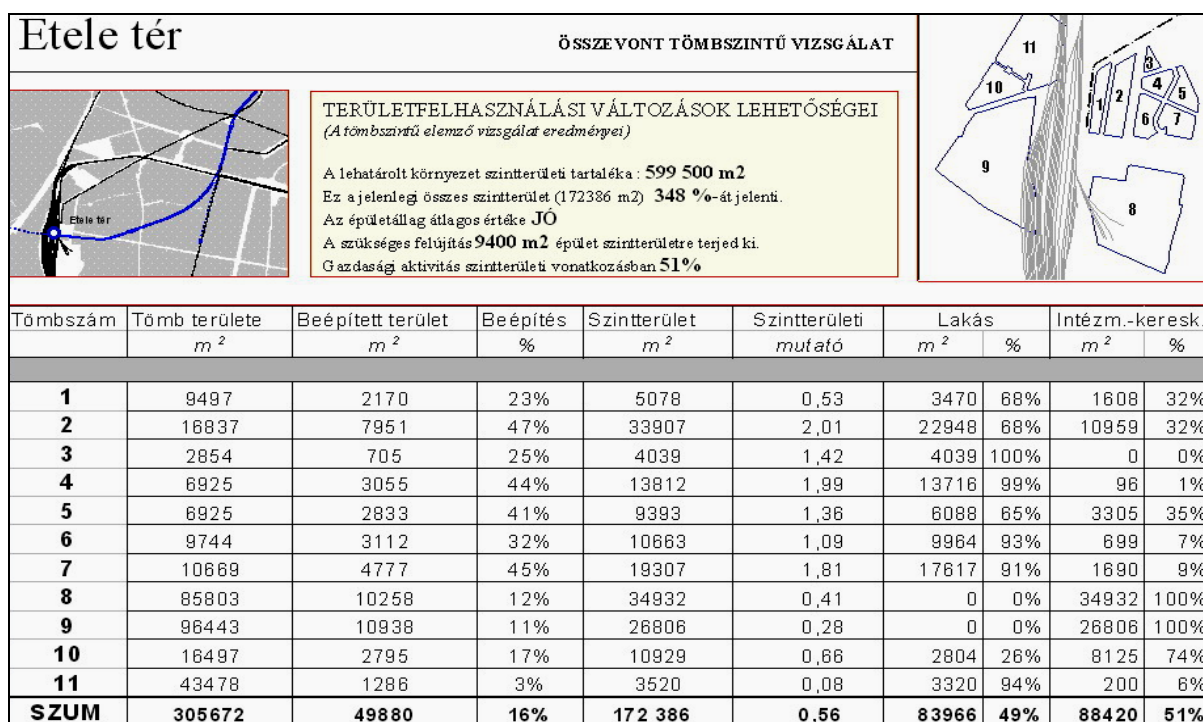 Etele tér
ÖSSZEVONT TÖMBSZINTŰ VIZSGÁLAT
Etele tér
TERÜLETFELHASZNÁLÁSI VÁLTOZÁSOK LEHETŐSÉGEI
(A tömbszintű elemző vizsgálat eredményei)
A lehatárolt környezet szintterületi tartaléka : 599 500 m2
Ez a jelenlegi összes szintterület (172386 m2) 348 %-át jelenti.
Az épületállag átlagos értéke JÓ
A szükséges felújítás 9400 m2 épület szintterületre terjed ki.
Gazdasági aktivitás szintterületi vonatkozásban 51%
11
10
9
1
2
3
4
5
6
7
8
Tömbszám Tömb területe Beépített terület Beépítés Szintterület Szintterületi Lakás Intézm.-keresk.
m² m² % m² mutató m² % m² %
1 9497 2170 23% 5078 0,53 3470 68% 1608 32%
2 16837 7951 47% 33907 2,01 22948 68% 10959 32%
3 2854 705 25% 4039 1,42 4039 100% 0 0%
4 6925 3055 44% 13812 1,99 13716 99% 96 1%
5 6925 2833 41% 9393 1,36 6088 65% 3305 35%
6 9744 3112 32% 10663 1,09 9964 93% 699 7%
7 10669 4777 45% 19307 1,81 17617 91% 1690 9%
8 85803 10258 12% 34932 0,41 0 0% 34932 100%
9 96443 10938 11% 26806 0,28 0 0% 26806 100%
10 16497 2795 17% 10929 0,66 2804 26% 8125 74%
11 43478 1286 3% 3520 0,08 3320 94% 200 6%
SZUM 305672 49880 16% 172 386 0,56 83966 49% 88420 51%